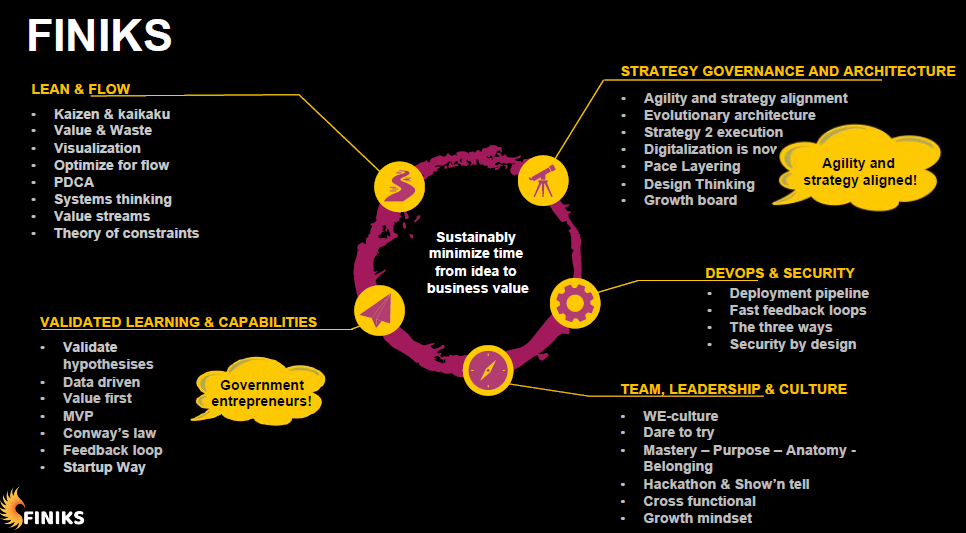 FINIKS
LEAN & FLOW
• Kaizen & kaikaku
• Value & Waste
• Visualization
• Optimize for flow
• PDCA
• Systems thinking
• Value streams
• Theory of constraints
STRATEGY GOVERNANCE AND ARCHITECTURE
• Agility and strategy alignment
• Evolutionary architecture
• Strategy 2 execution
• Digitalization is now
• Pace Layering
• Design Thinking
• Growth board
Agility and
strategy aligned!
Sustainably
minimize time
from idea to
business value
DEVOPS & SECURITY
• Deployment pipeline
• Fast feedback loops
• The three ways
• Security by design
VALIDATED LEARNING & CAPABILITIES
• Validate
hypothesises
• Data driven
• Value first
• MVP
• Conway's law
• Feedback loop
• Startup Way
Government
entrepreneurs!
TEAM, LEADERSHIP & CULTURE
• WE-culture
• Dare to try
• Mastery – Purpose – Anatomy -
Belonging
• Hackathon & Show'n tell
• Cross functional
• Growth mindset
FINIKS